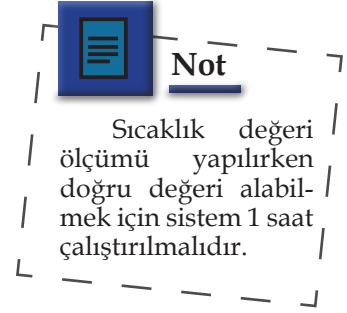 Not
Sıcaklık değeri
ölçümü yapılırken
doğru değeri alabil-
mek için sistem 1 saat
çalıştırılmalıdır.